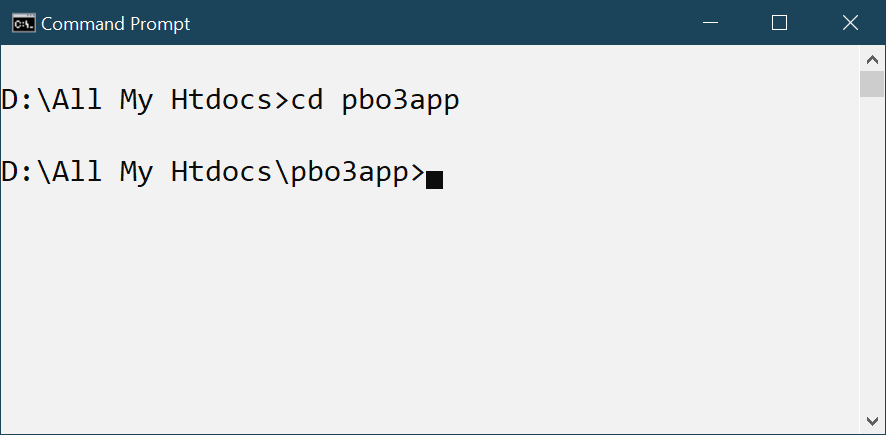 Command Prompt
D:\All My Htdocs>cd pbo3app
D:\All My Htdocs\pbo3app>